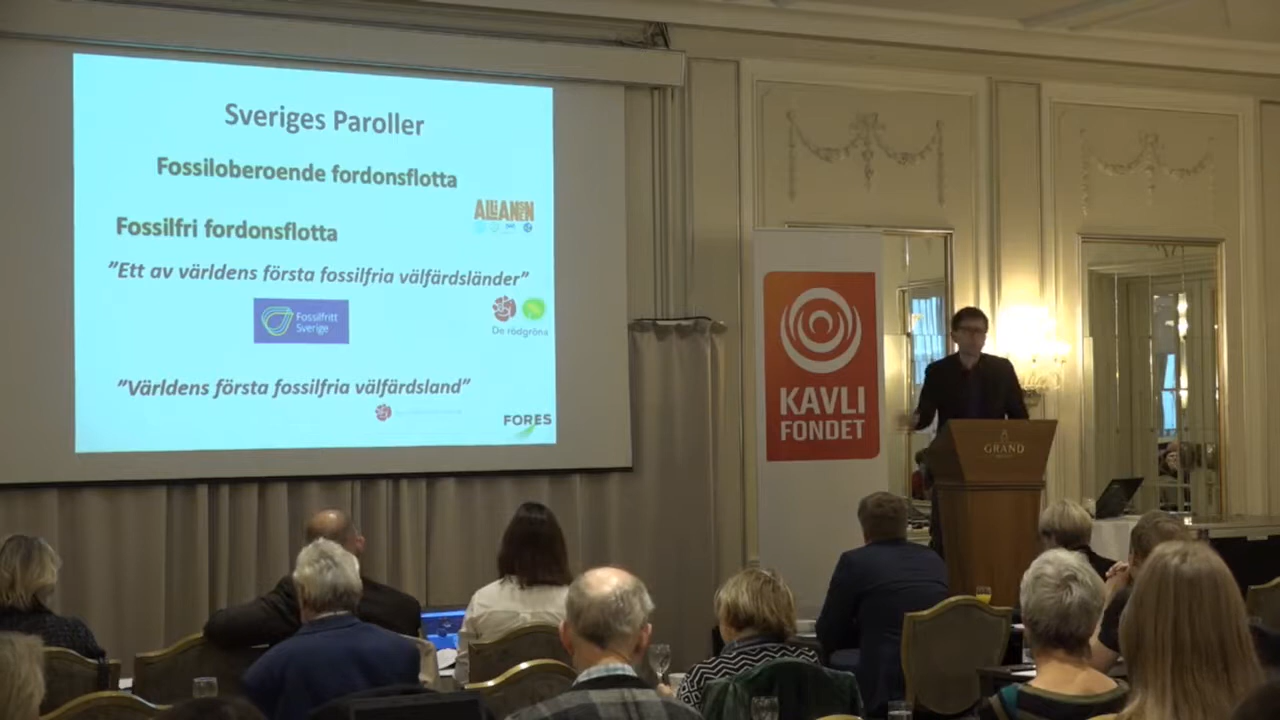 Sveriges Paroller
Fossiloberoende fordonsflotta
ALLIANSEN
Fossilfri fordonsflotta
”Ett av världens första fossilfria välfärdsländer”
Fossilfritt
Sverige
De rödgröna
”Världens första fossilfria välfärdsland”
FORES
KAVLI
FONDET
GRAND